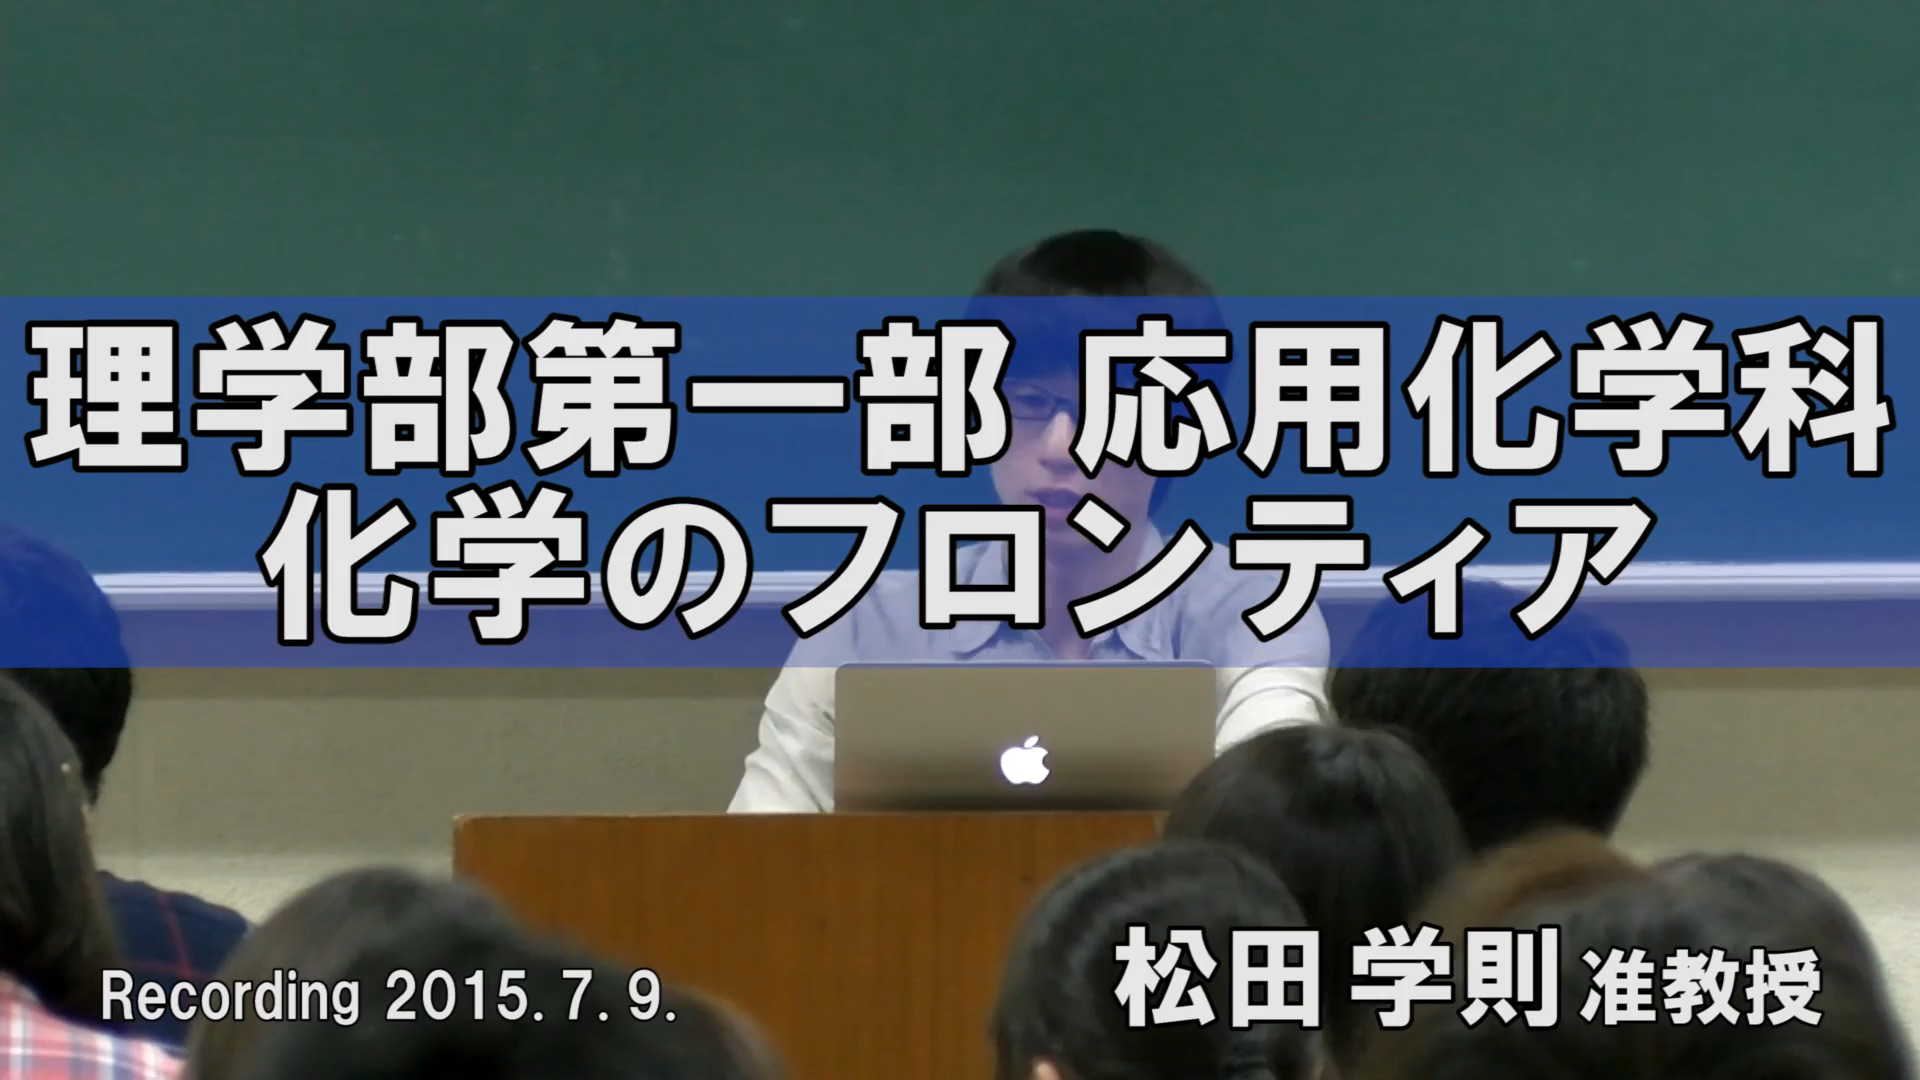 理学部第一部 応用化学科
化学のフロンティア
松田 学則 准教授
Recording 2015.7.9.